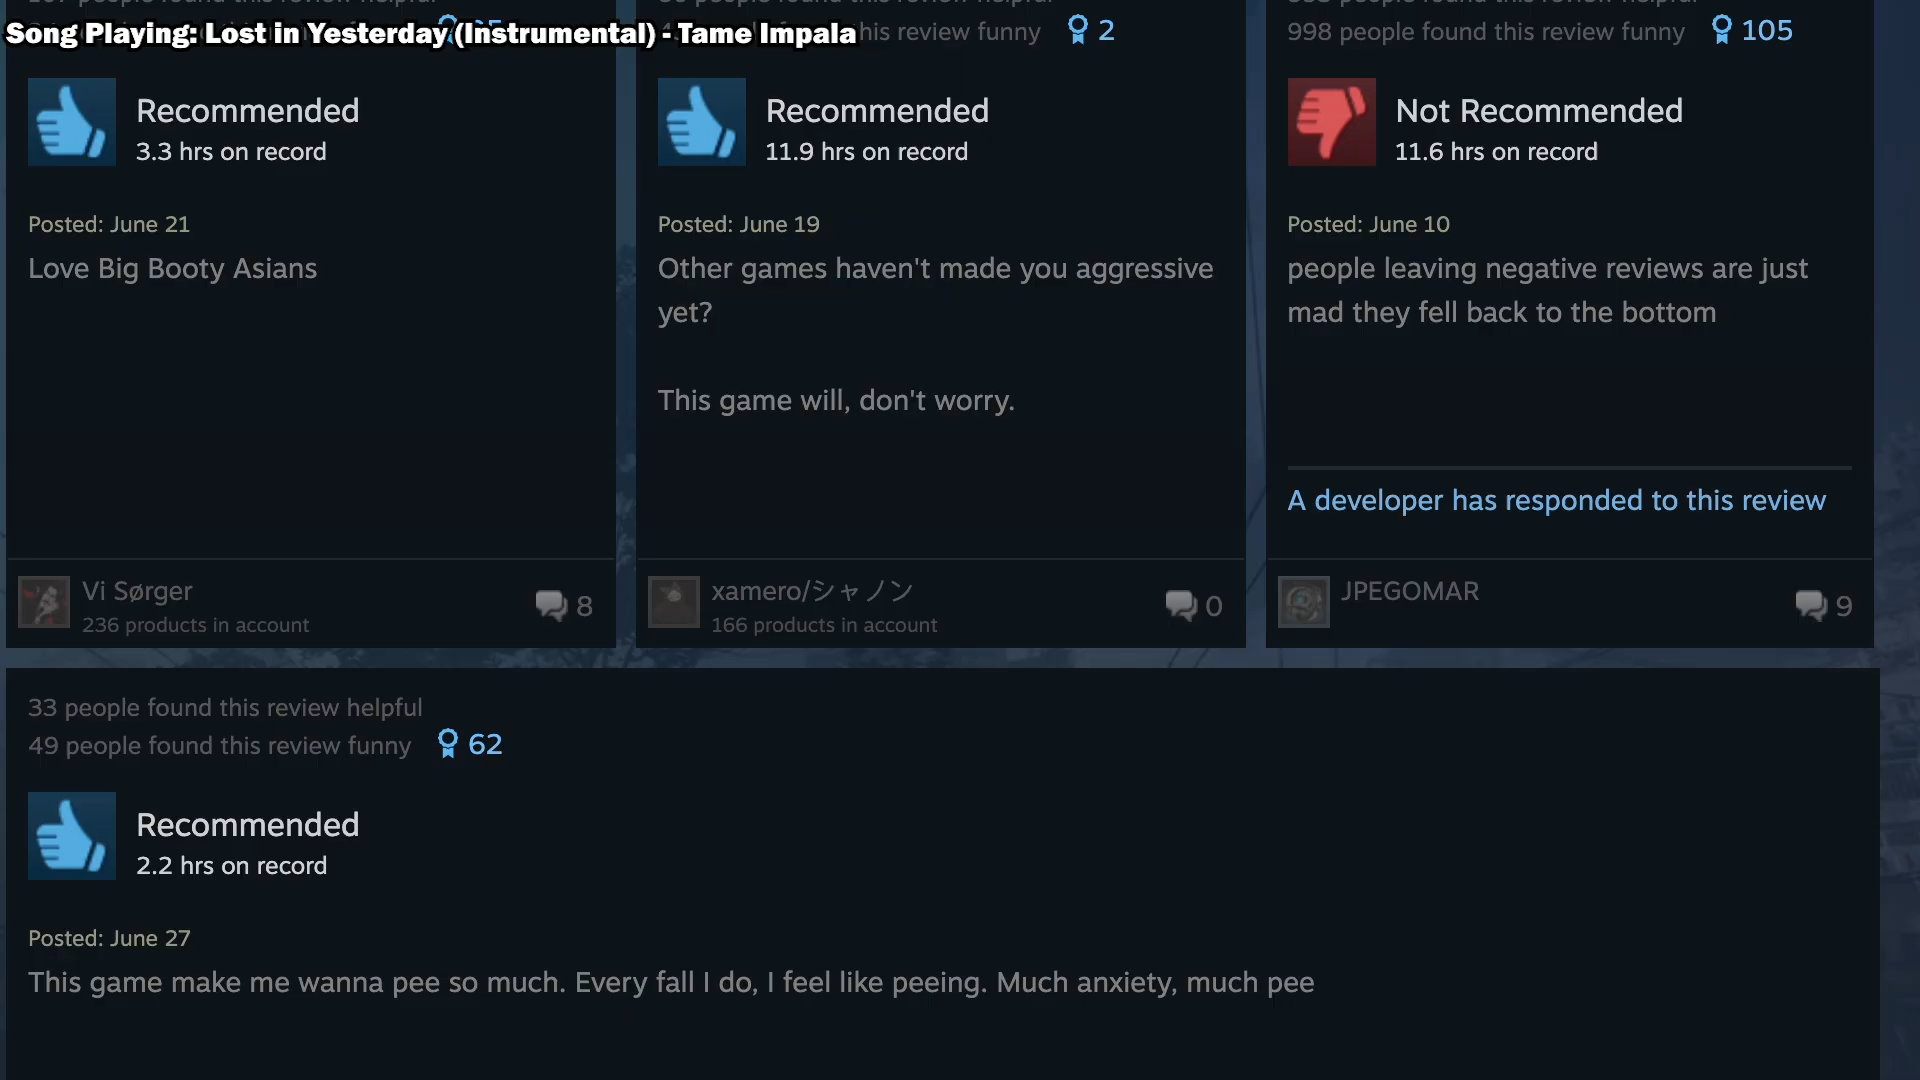 Song Playing: Lost in Yesterday (Instrumental) - Tame Impala
his review funny 2
998 people found this review funny 105
Recommended
3.3 hrs on record
Posted: June 21
Love Big Booty Asians
Vi Sørger
236 products in account
8
Recommended
11.9 hrs on record
Posted: June 19
Other games haven't made you aggressive
yet?
This game will, don't worry.
xamero/シャノン
166 products in account
0
Not Recommended
11.6 hrs on record
Posted: June 10
people leaving negative reviews are just
mad they fell back to the bottom
A developer has responded to this review
JPEGOMAR
9
33 people found this review helpful
49 people found this review funny 62
Recommended
2.2 hrs on record
Posted: June 27
This game make me wanna pee so much. Every fall I do, I feel like peeing. Much anxiety, much pee